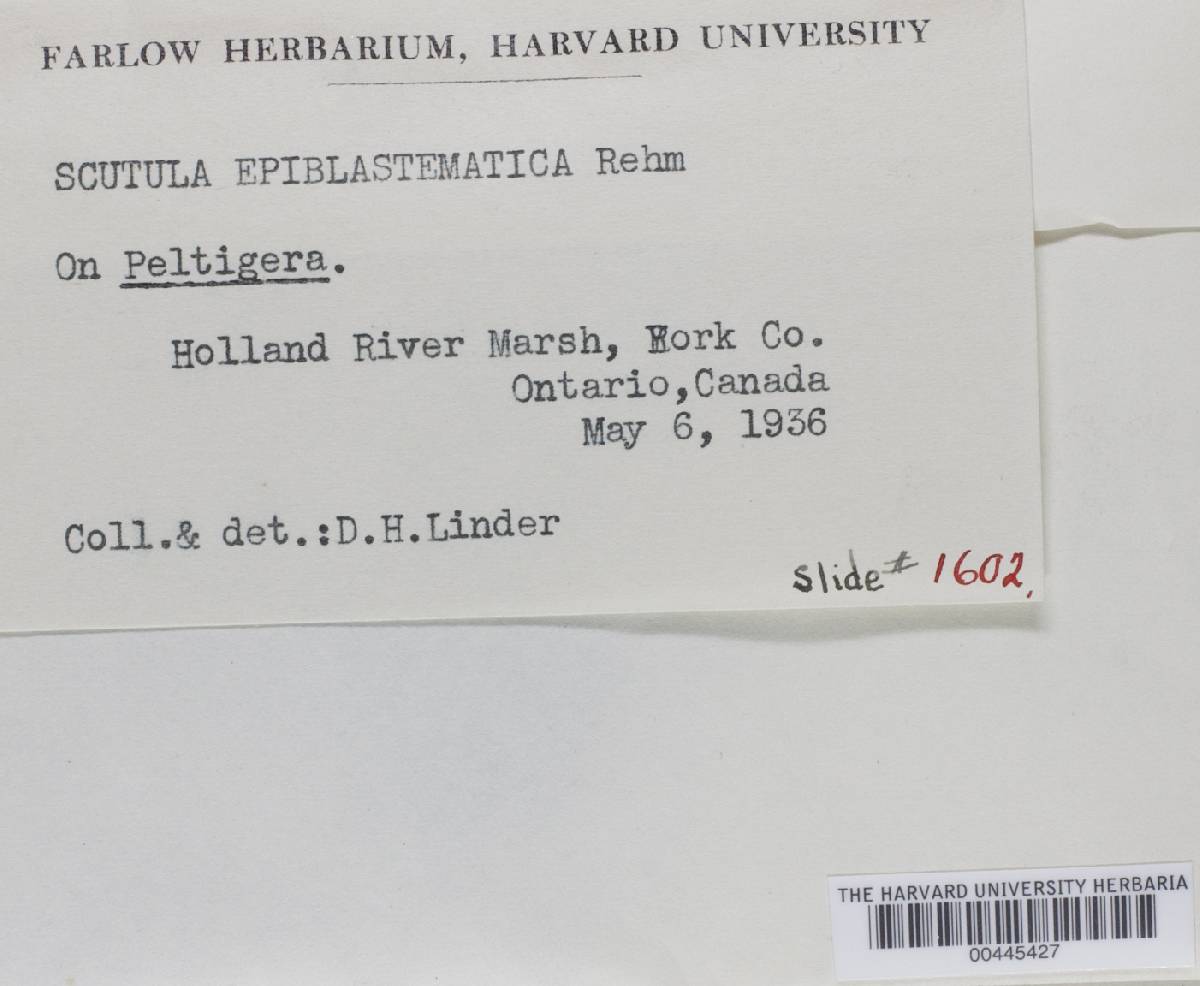 FARLOW HERBARIUM, HARVARD UNIVERSITY
SCUTULA EPIBLASTEMATICA Rehm
On Peltigera.
Holland River Marsh, York Co.
Ontario,Canada
May 6, 1936
Coll.& det.:D.H.Linder
Slide# 1602.
THE HARVARD UNIVERSITY HERBARIA
00445427